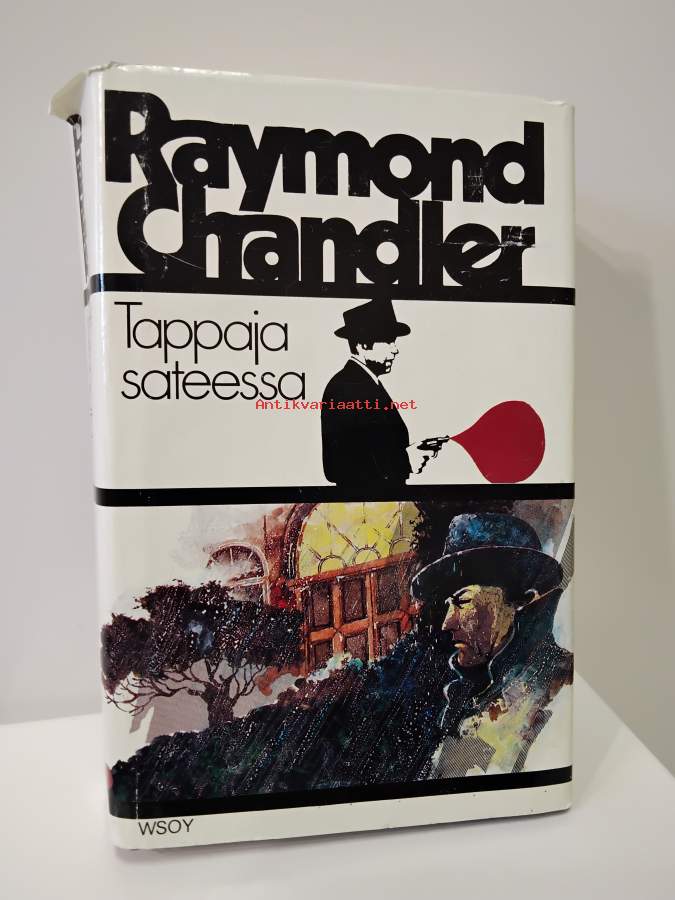 Raymond
Chandler
Tappaja
sateessa
Antikvariaatti.net
WSOY